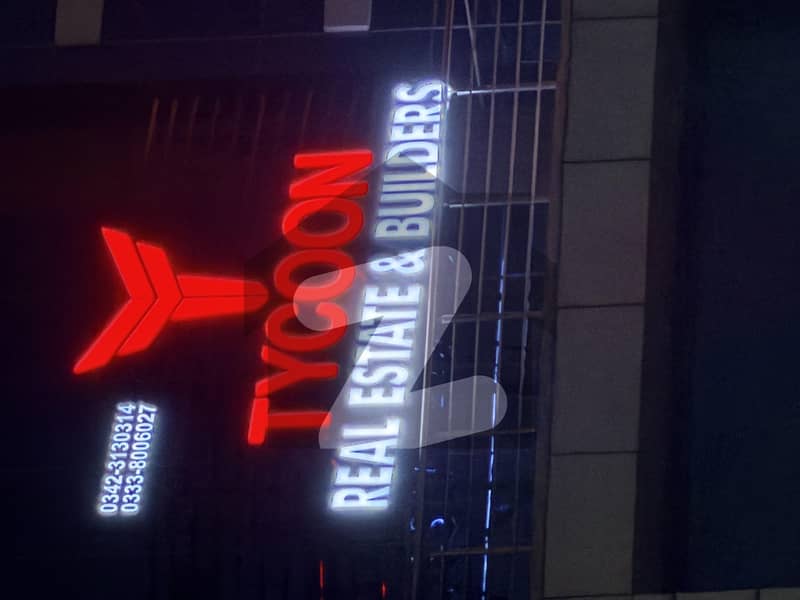 0342-3130314
0333-8006027
TYCOON
REAL ESTATE & BUILDERS